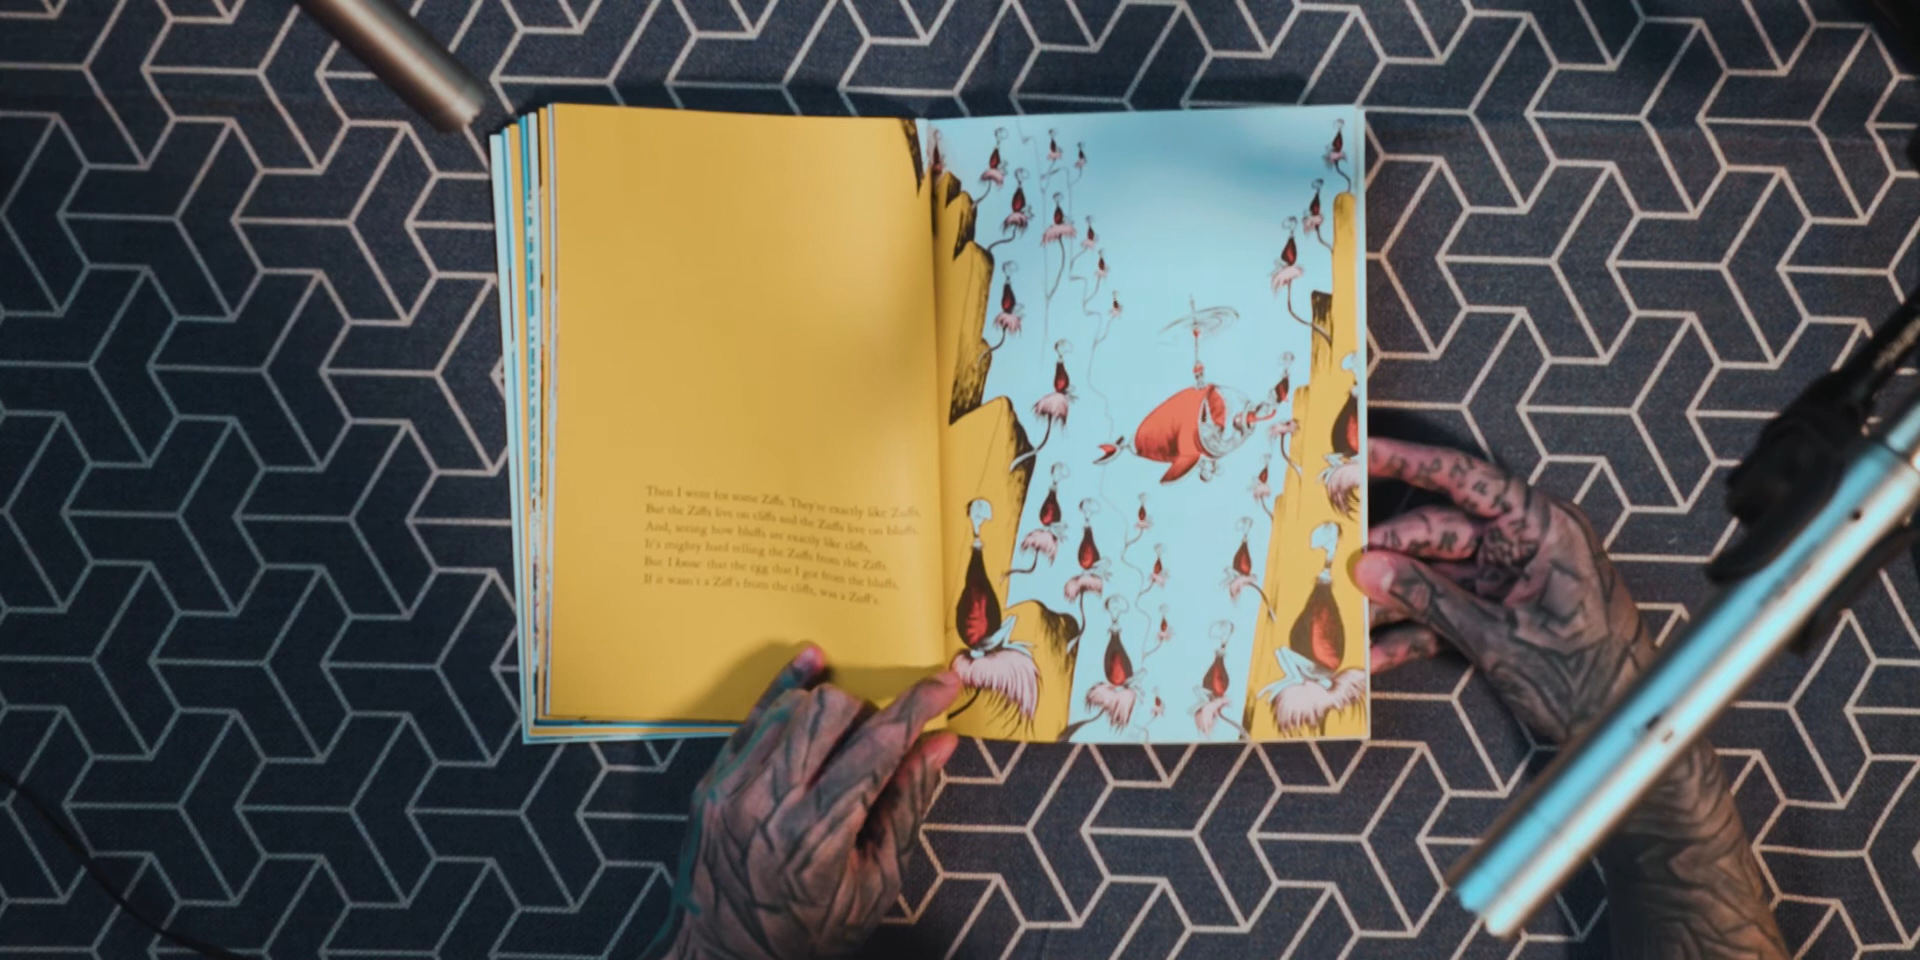 Then I went for some Ziffs. They're exactly like Zuffs,
But the Ziffs live on cliffs and the Zuffs live on bluffs.
And, seeing how bluffs are exactly like cliffs,
It's mighty hard telling the Zuffs from the Ziffs.
But I know that the egg that I got from the bluffs,
If it wasn't a Ziff's from the cliffs, was a Zuff's.